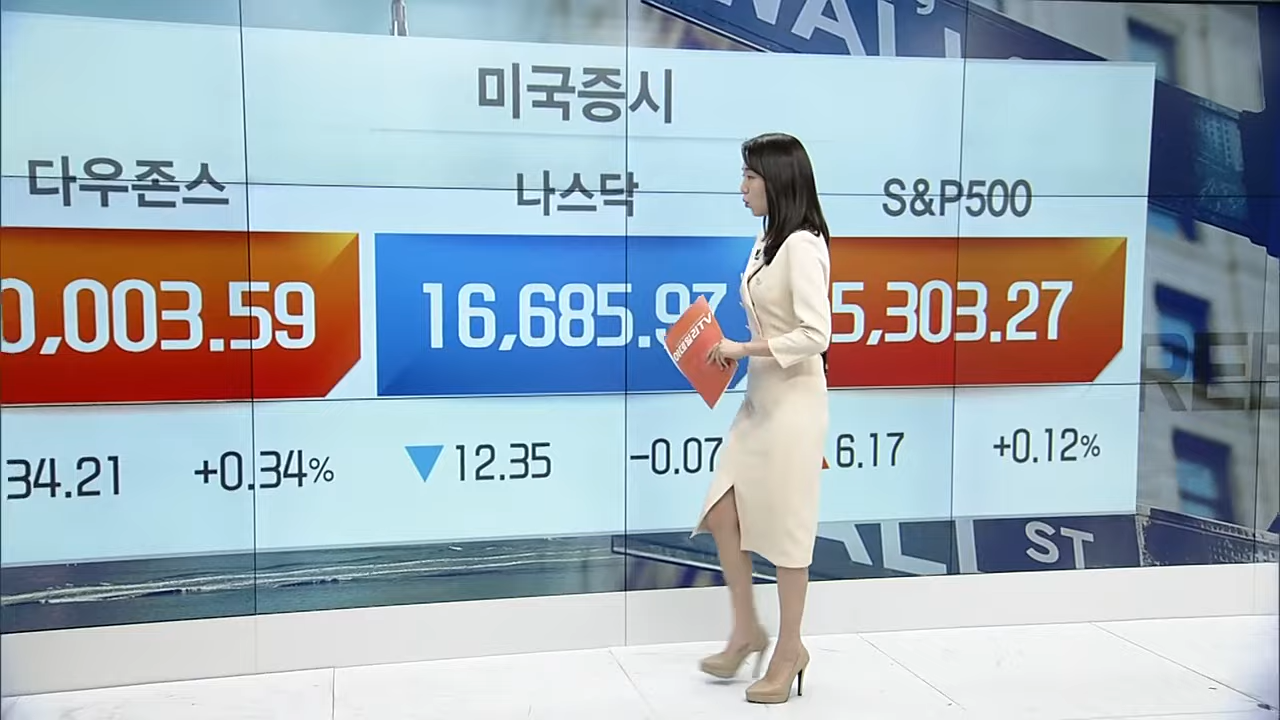 미국증시
다우존스 나스닥 S&P500
0,003.59 16,685.97 5,303.27
34.21 +0.34% 12.35 -0.07 6.17 +0.12%
ST